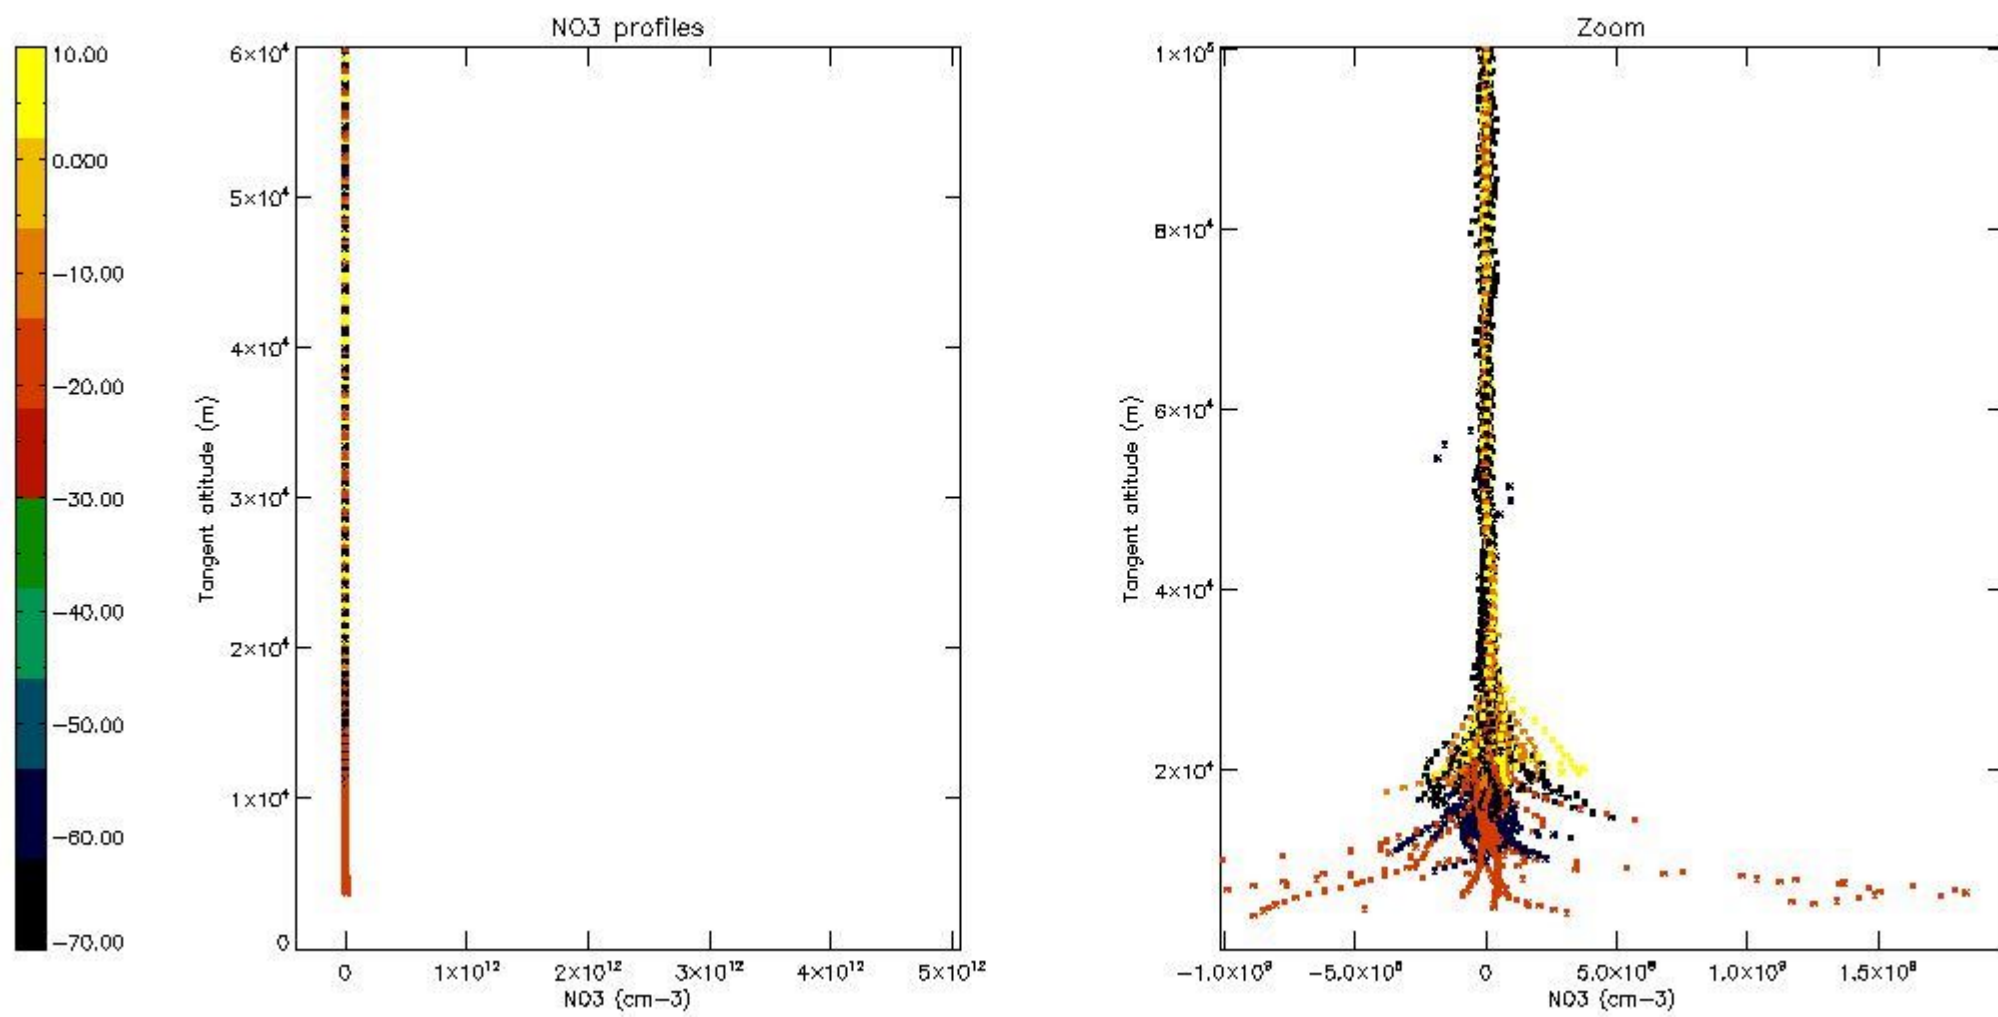 NO3 profiles
Zoom
10.00
0.000
−10.00
−20.00
−30.00
−40.00
−50.00
−60.00
−70.00
6×10⁴
5×10⁴
4×10⁴
3×10⁴
2×10⁴
1×10⁴
0
Tangent altitude (m)
0 1×10¹² 2×10¹² 3×10¹² 4×10¹² 5×10¹²
NO3 (cm−3)
1×10⁵
8×10⁴
6×10⁴
4×10⁴
2×10⁴
Tangent altitude (m)
−1.0×10⁹ −5.0×10⁸ 0 5.0×10⁸ 1.0×10⁹ 1.5×10⁹
NO3 (cm−3)